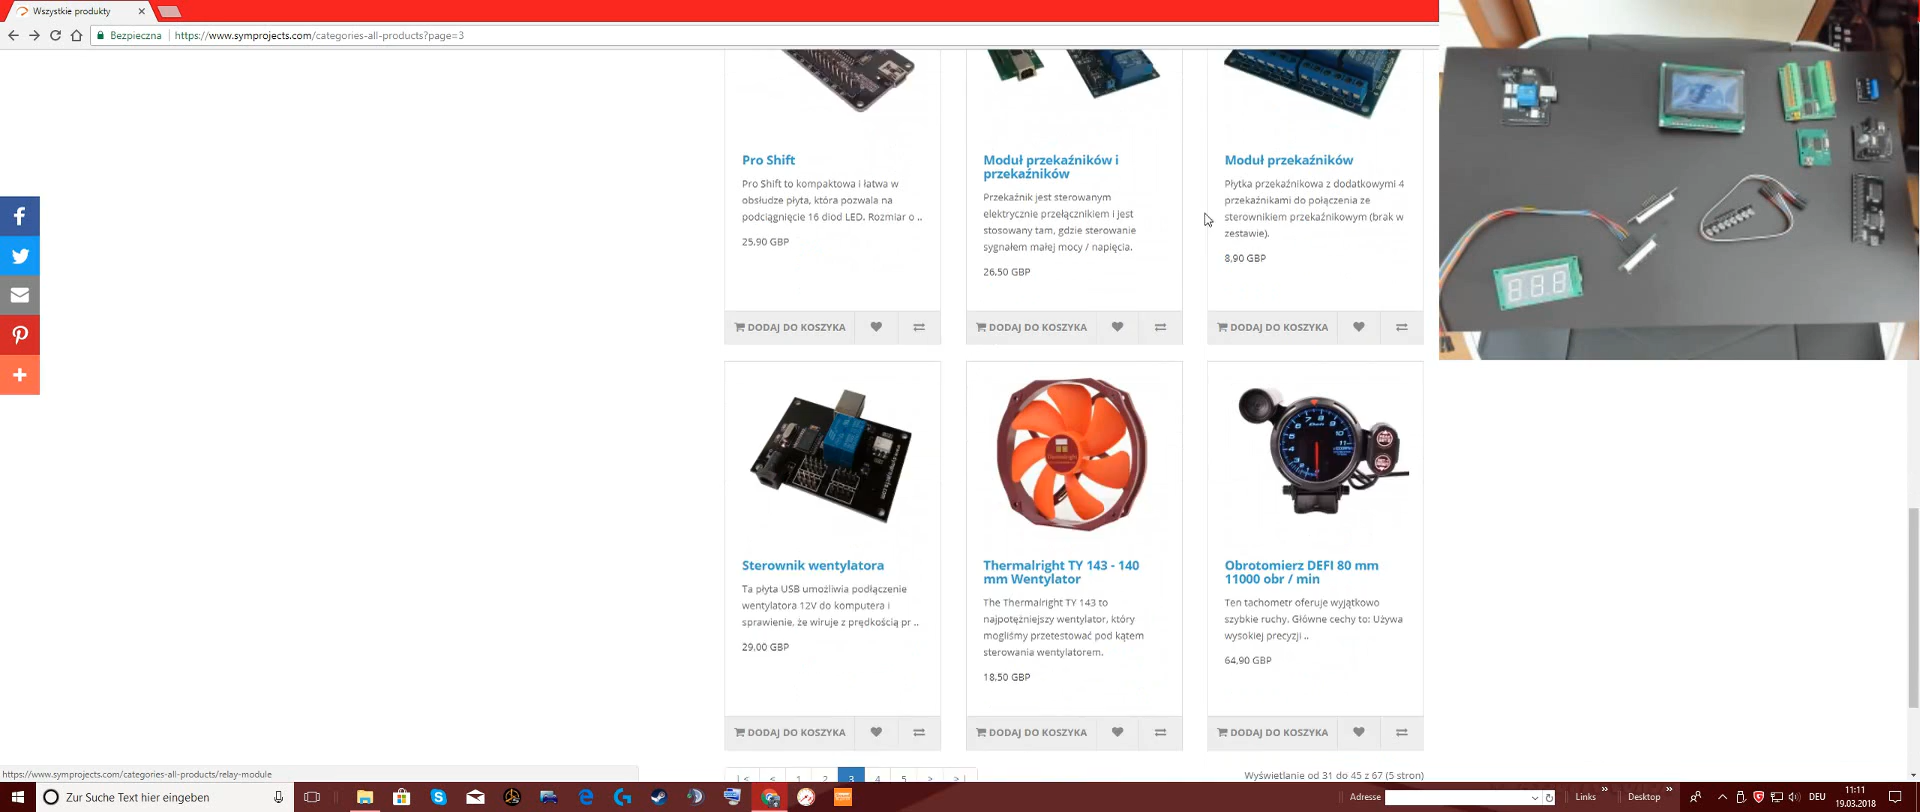 Wszystkie produkty
Bezpieczna https://www.symprojects.com/categories-all-products?page=3
Pro Shift
Pro Shift to kompaktowa i łatwa w
obsłudze płyta, która pozwala na
podciągnięcie 16 diod LED. Rozmiar o ..
25,90 GBP
DODAJ DO KOSZYKA
Moduł przekaźników i
przekaźników
Przekaźnik jest sterowanym
elektrycznie przełącznikiem i jest
stosowany tam, gdzie sterowanie
sygnałem małej mocy / napięcia.
26,50 GBP
DODAJ DO KOSZYKA
Moduł przekaźników
Płytka przekaźnikowa z dodatkowymi 4
przekaźnikami do połączenia ze
sterownikiem przekaźnikowym (brak w
zestawie).
8,90 GBP
DODAJ DO KOSZYKA
Sterownik wentylatora
Ta płyta USB umożliwia podłączenie
wentylatora 12V do komputera i
sprawienie, że wiruje z prędkością pr ..
29.00 GBP
DODAJ DO KOSZYKA
Thermalright TY 143 - 140
mm Wentylator
The Thermalright TY 143 to
najpotężniejszy wentylator, który
mogliśmy przetestować pod kątem
sterowania wentylatorem.
18,50 GBP
DODAJ DO KOSZYKA
Obrotomierz DEFI 80 mm
11000 obr / min
Ten tachometr oferuje wyjątkowo
szybkie ruchy. Główne cechy to: Używa
wysokiej precyzji ..
64,90 GBP
DODAJ DO KOSZYKA
|< < 1 2 3 4 5 > >|
Wyświetlanie od 31 do 45 z 67 (5 stron)
https://www.symprojects.com/categories-all-products/relay-module
Zur Suche Text hier eingeben
Adresse
Links
Desktop
DEU
11:11
19.03.2018